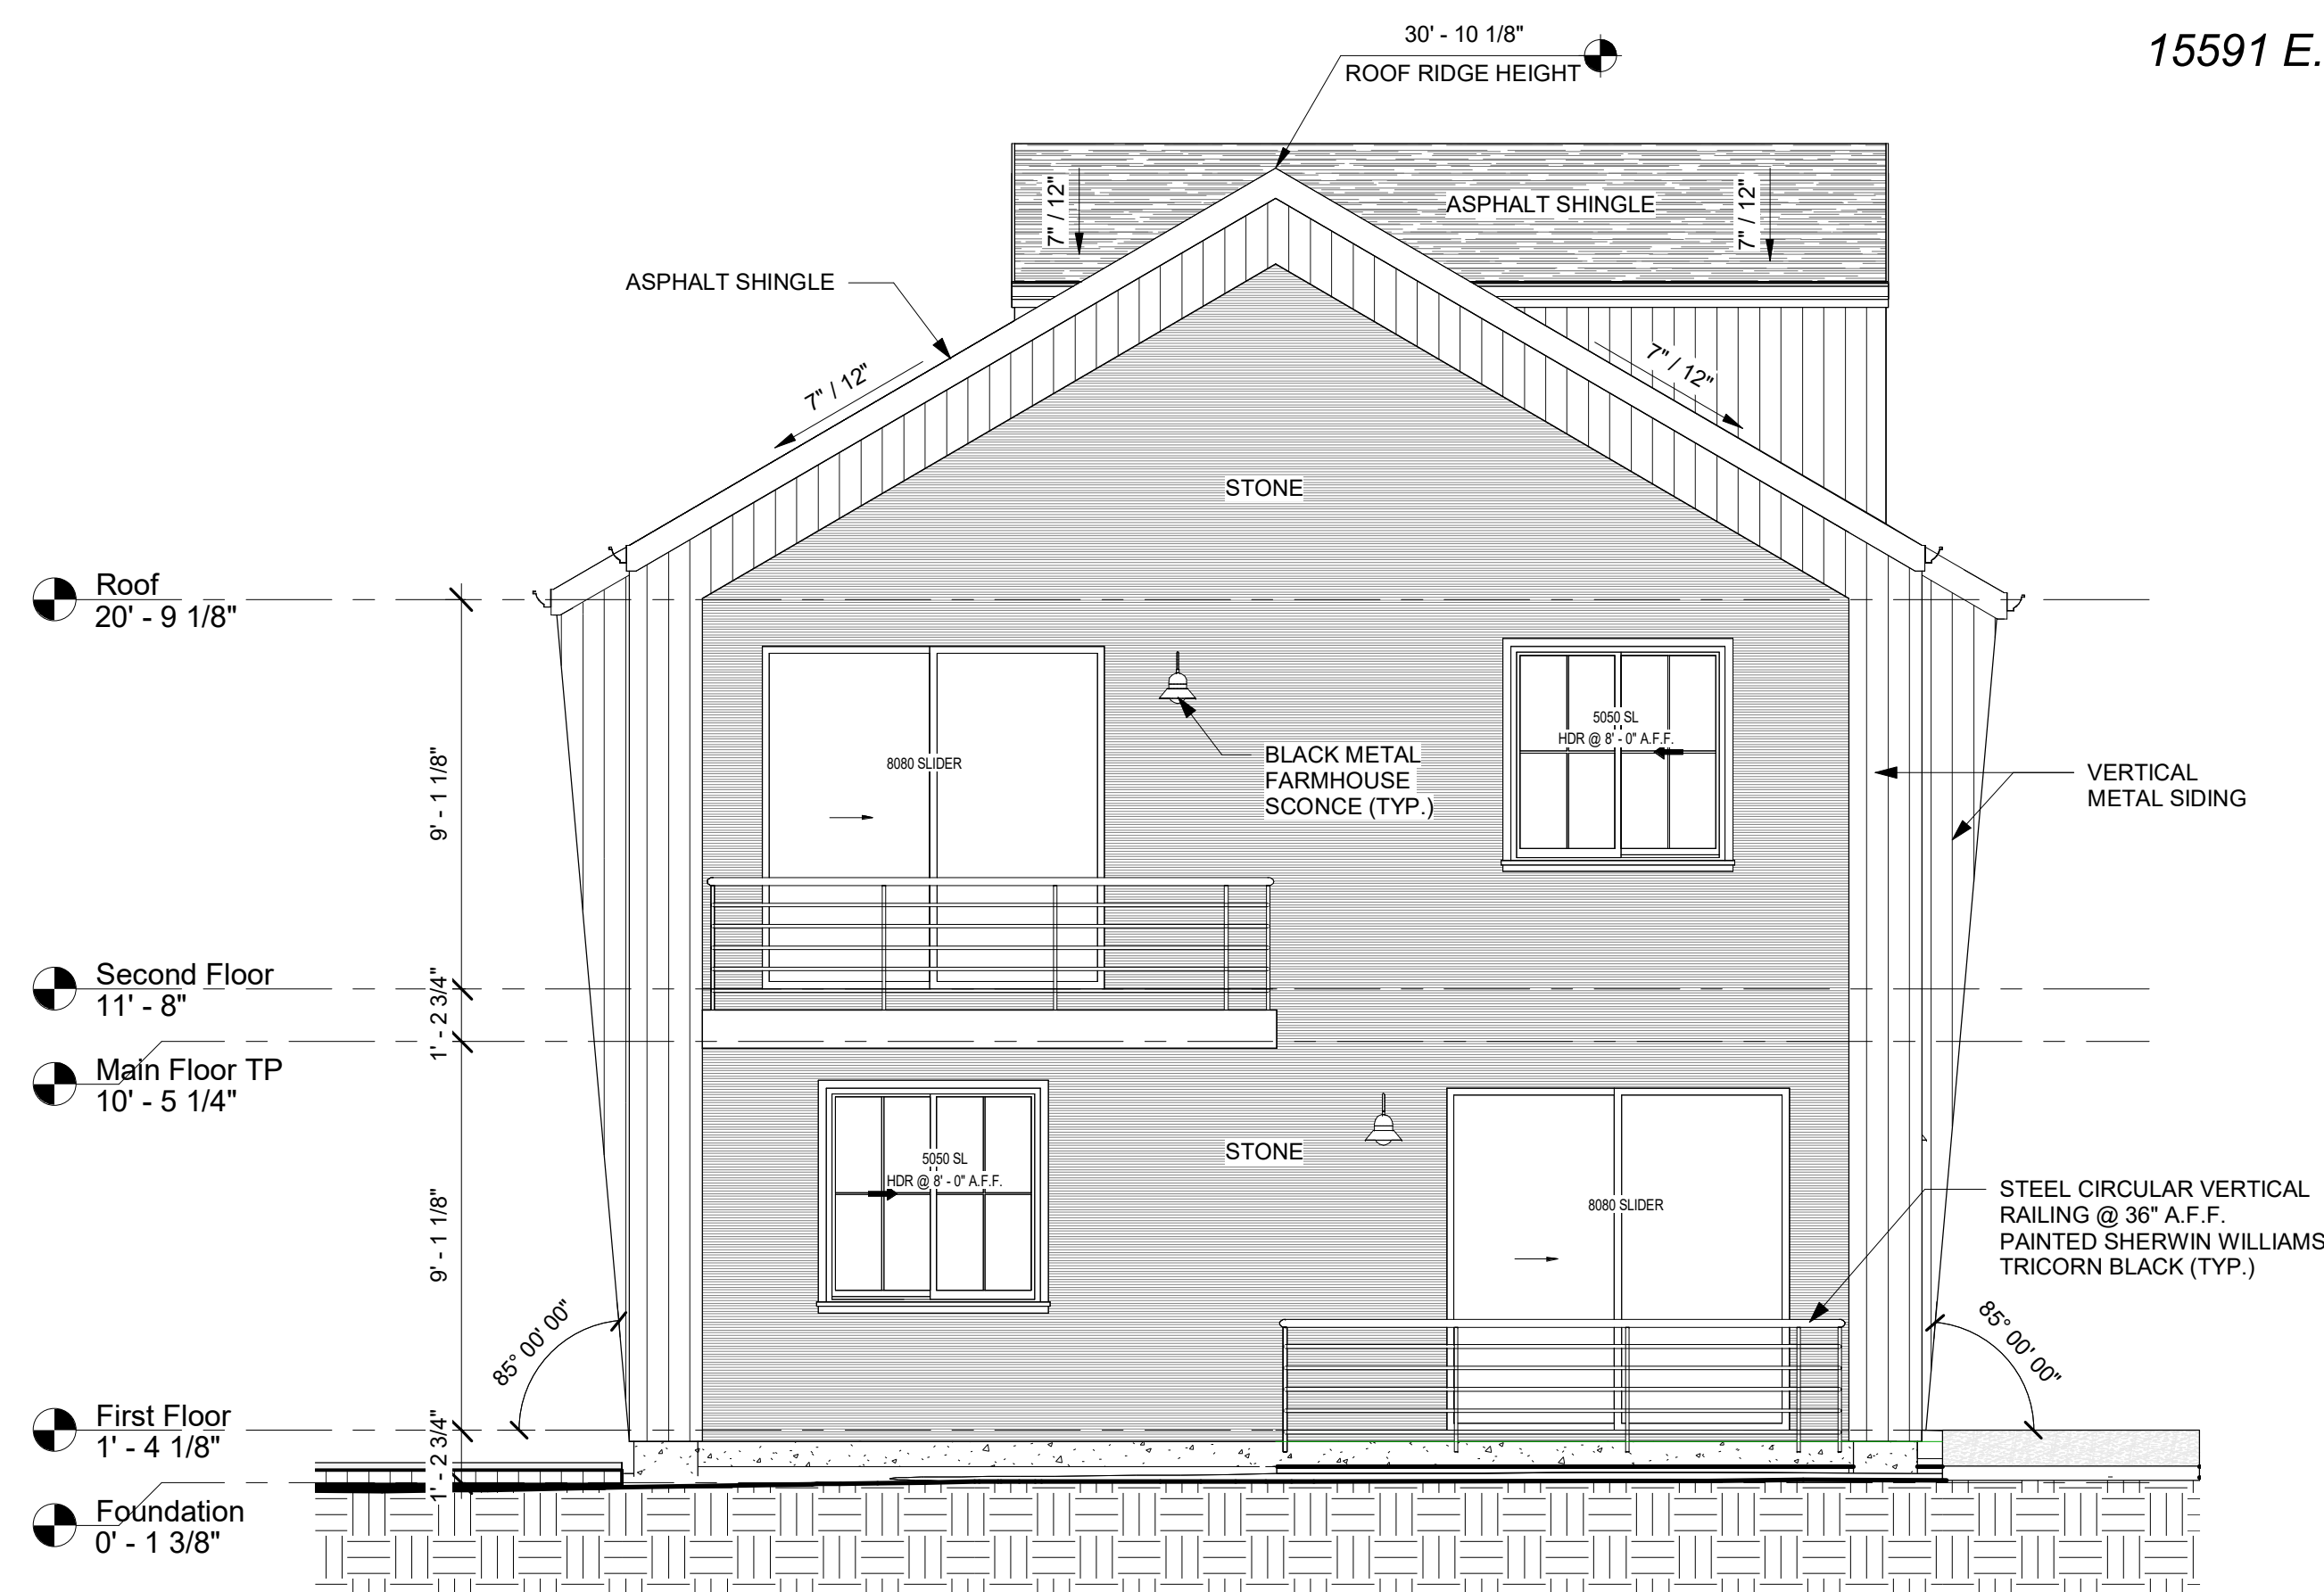 30' - 10 1/8"
ROOF RIDGE HEIGHT
15591 E.
7" / 12"
ASPHALT SHINGLE
7" / 12"
ASPHALT SHINGLE
7" / 12"
7" / 12"
STONE
Roof
20' - 9 1/8"
5050 SL
HDR @ 8' - 0" A.F.F.
8080 SLIDER
BLACK METAL
FARMHOUSE
SCONCE (TYP.)
VERTICAL
METAL SIDING
9' - 1 1/8"
Second Floor
11' - 8"
1' - 2 3/4"
Main Floor TP
10' - 5 1/4"
STONE
5050 SL
HDR @ 8' - 0" A.F.F.
8080 SLIDER
STEEL CIRCULAR VERTICAL
RAILING @ 36" A.F.F.
PAINTED SHERWIN WILLIAMS
TRICORN BLACK (TYP.)
9' - 1 1/8"
85° 00' 00"
85° 00' 00"
First Floor
1' - 4 1/8"
1' - 2 3/4"
Foundation
0' - 1 3/8"